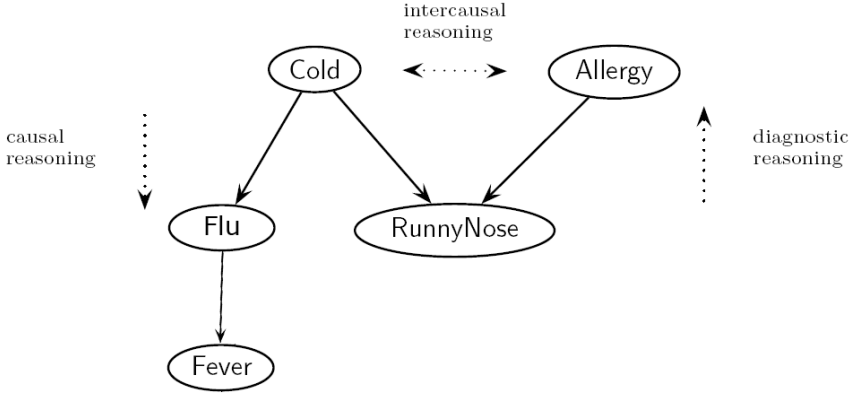 intercausal
reasoning
Cold
Allergy
causal
reasoning
diagnostic
reasoning
Flu
RunnyNose
Fever